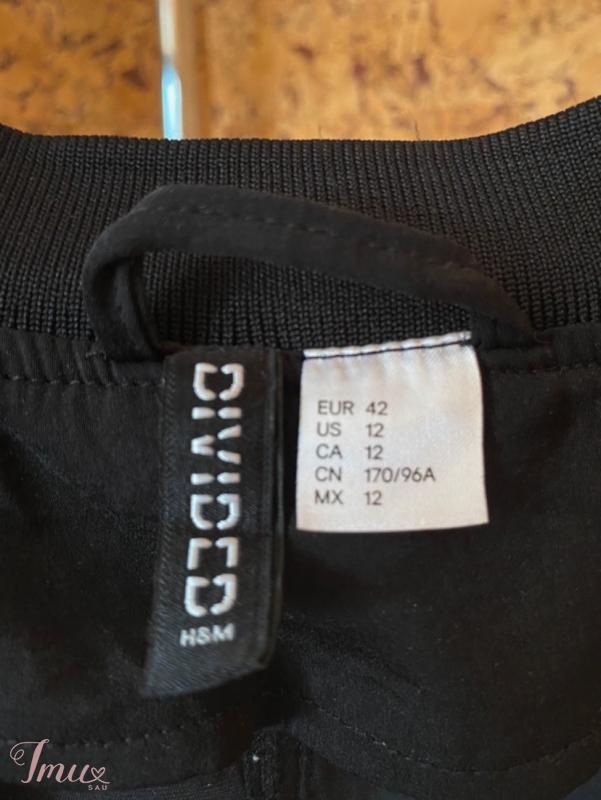 DIVIDED
H&M
EUR 42
US 12
CA 12
CN 170/96A
MX 12
Imu
SAU